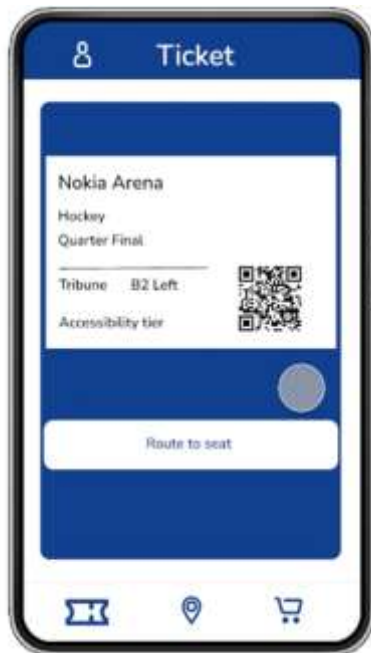 Ticket
Nokia Arena
Hockey
Quarter Final
Tribune B2 Left
Accessibility tier
Route to seat